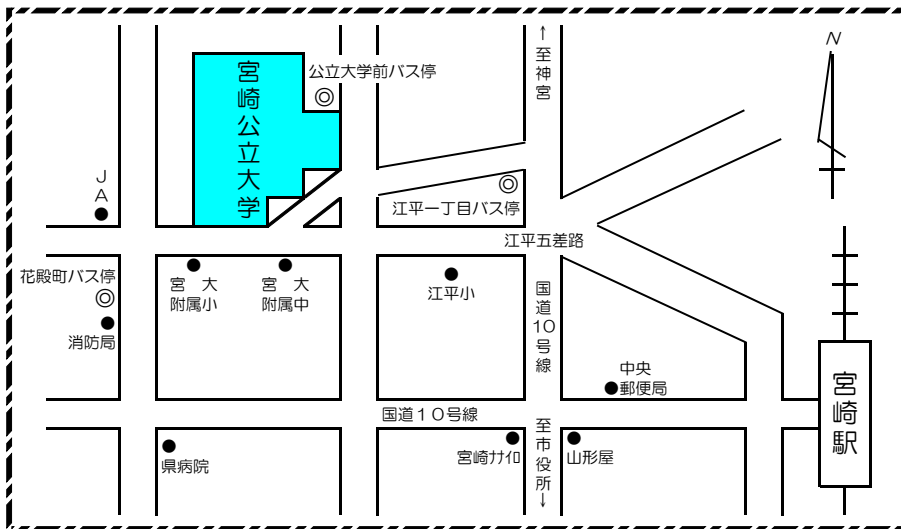 ↑至神宮
N
宮崎公立大学
公立大学前バス停
JA
江平一丁目バス停
江平五差路
花殿町バス停
宮大
附属小
宮大
附属中
江平小
国道10号線
消防局
中央
郵便局
宮崎駅
国道10号線
県病院
宮崎ﾅﾅｲﾛ
至市役所↓
山形屋